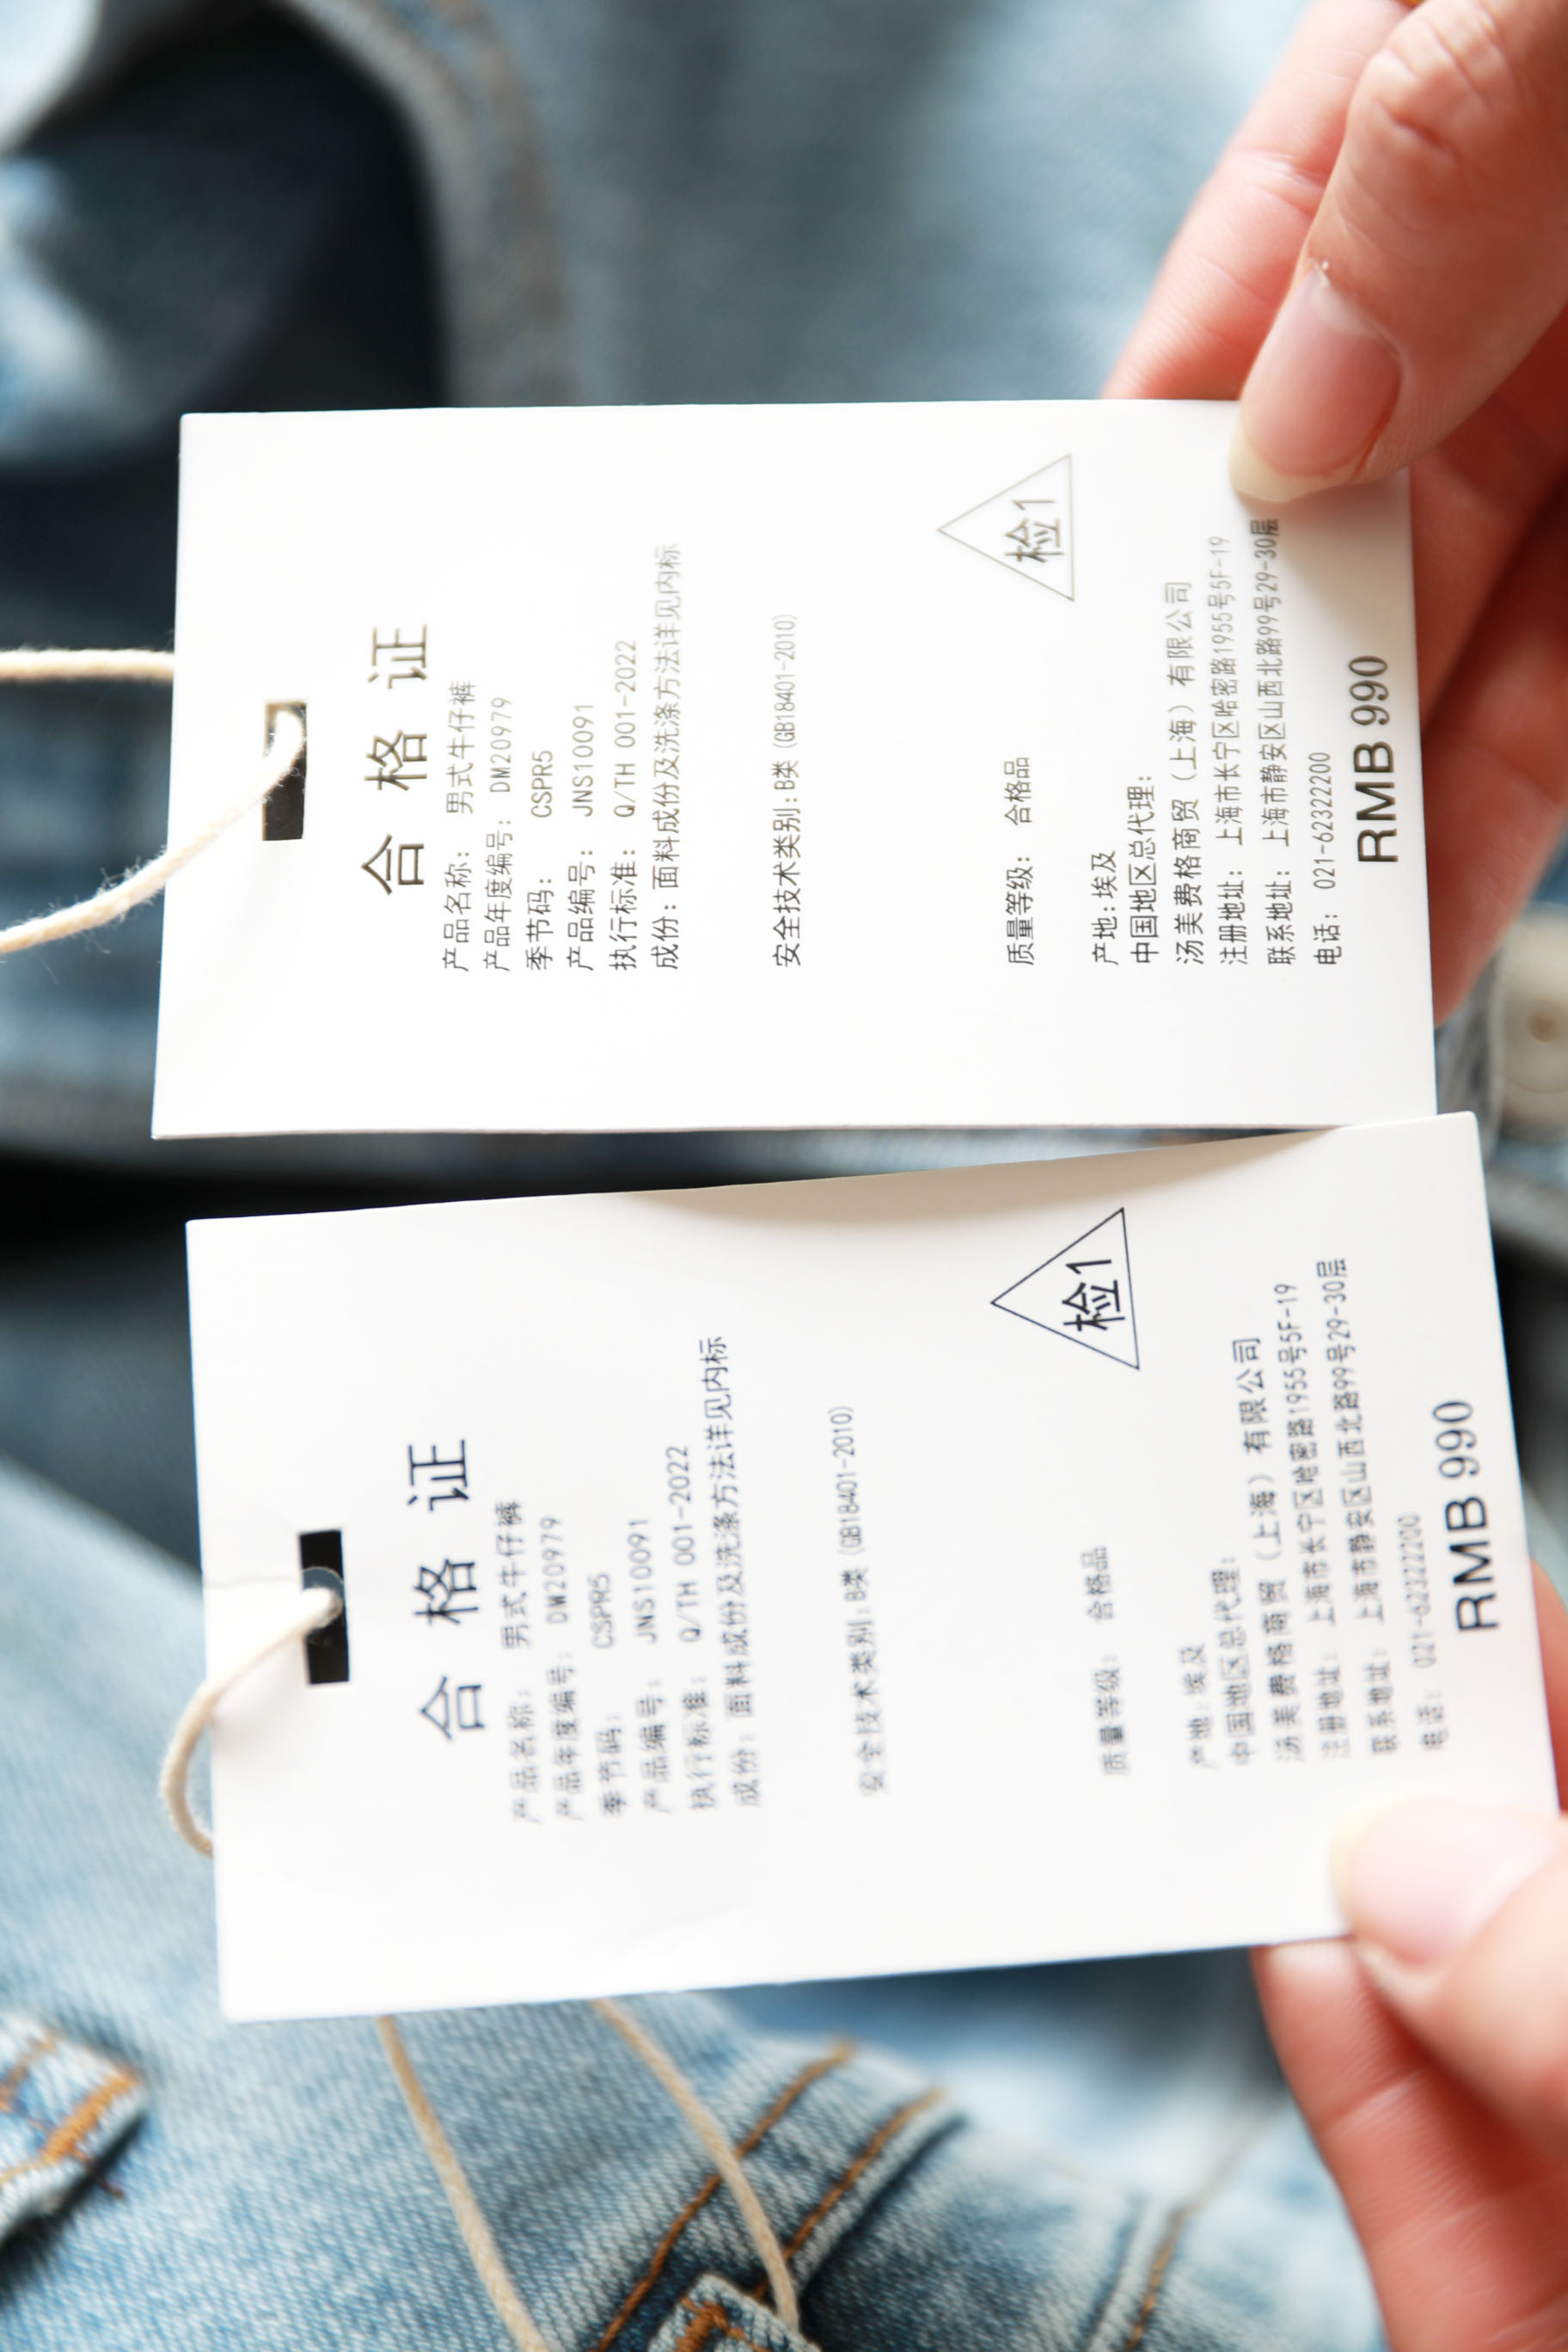 合格证
产品名称: 男式牛仔裤
产品年度编号: DM20979
季节码: CSPR5
产品编号: JNS10091
执行标准: Q/TH 001-2022
成份: 面料成份及洗涤方法详见内标
安全技术类别:B类 (GB18401-2010)
检1
质量等级: 合格品
产地:埃及
中国地区总代理:
汤美费格商贸 (上海) 有限公司
注册地址: 上海市长宁区哈密路1955号5F-19
联系地址: 上海市静安区山西北路99号29-30层
电话: 021-62322200
RMB 990
合格证
产品名称: 男式牛仔裤
产品年度编号: DM20979
季节码: CSPR5
产品编号: JNS10091
执行标准: Q/TH 001-2022
成份: 面料成份及洗涤方法详见内标
安全技术类别:B类 (GB18401-2010)
检1
质量等级: 合格品
产地:埃及
中国地区总代理:
汤美费格商贸 (上海) 有限公司
注册地址: 上海市长宁区哈密路1955号5F-19
联系地址: 上海市静安区山西北路99号29-30层
电话: 021-62322200
RMB 990